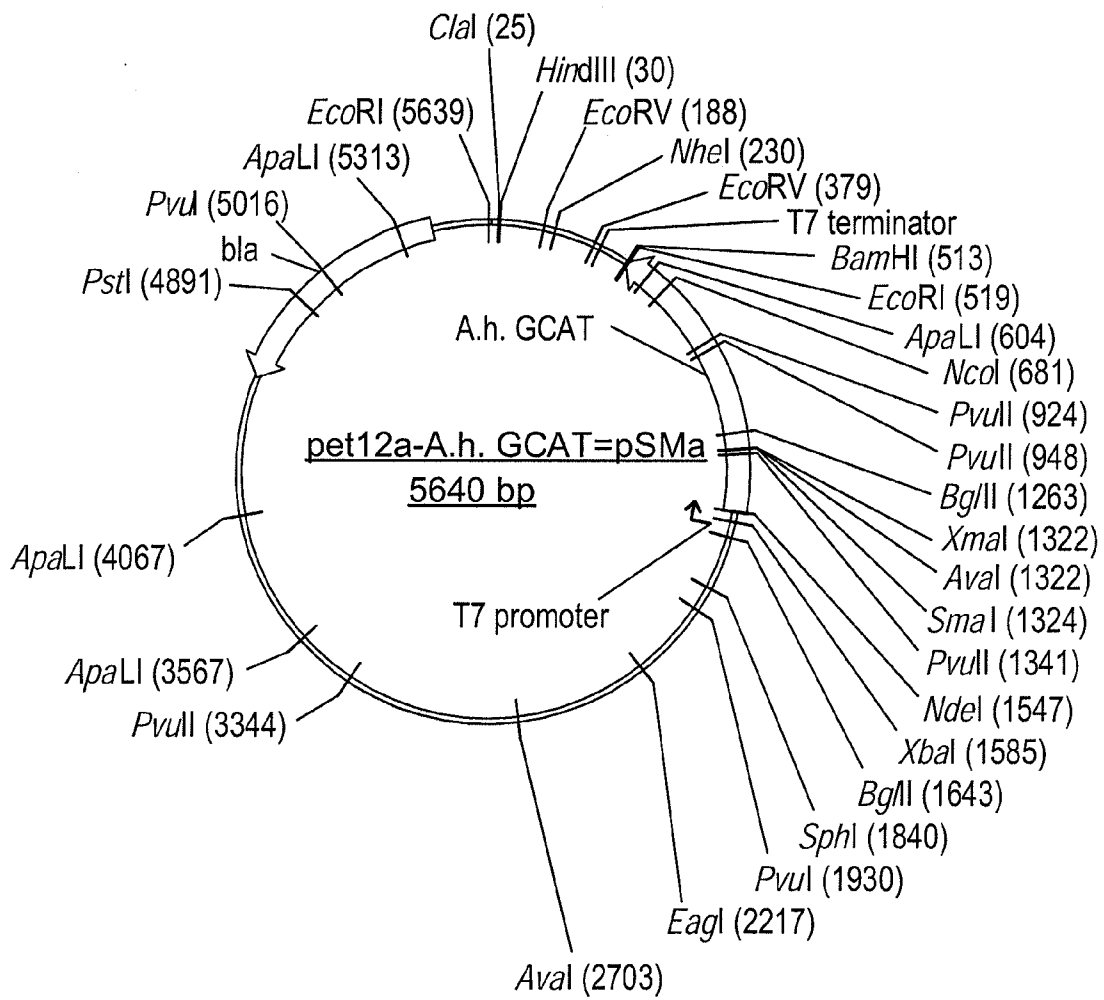 ClaI (25)
HindIII (30)
EcoRI (5639)
EcoRV (188)
ApaLI (5313)
NheI (230)
PvuI (5016)
EcoRV (379)
bla
T7 terminator
PstI (4891)
BamHI (513)
EcoRI (519)
A.h. GCAT
ApaLI (604)
NcoI (681)
PvuII (924)
pet12a-A.h. GCAT=pSMa
5640 bp
PvuII (948)
BglII (1263)
XmaI (1322)
ApaLI (4067)
AvaI (1322)
T7 promoter
SmaI (1324)
PvuII (1341)
ApaLI (3567)
NdeI (1547)
PvuII (3344)
XbaI (1585)
BglII (1643)
SphI (1840)
PvuI (1930)
EagI (2217)
AvaI (2703)